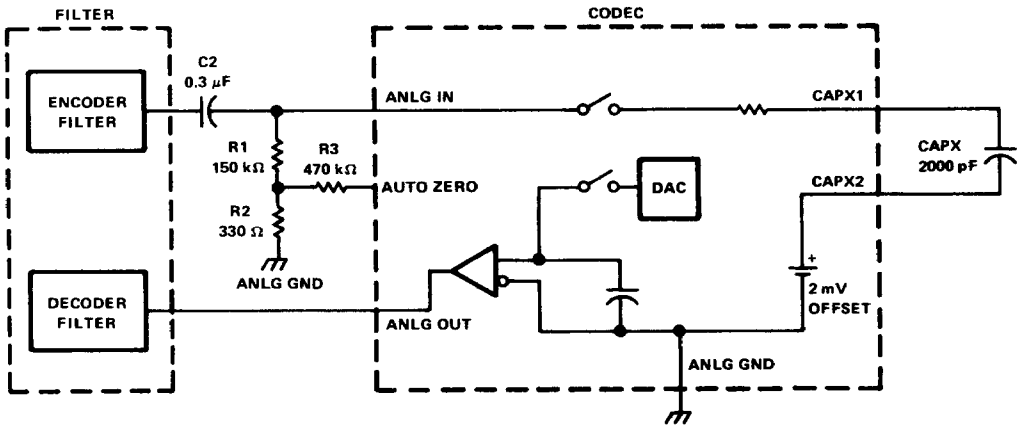 FILTER
CODEC
C2
0.3 μF
ENCODER
FILTER
ANLG IN
CAPX1
R1
150 kΩ
R3
470 kΩ
CAPX
2000 pF
AUTO ZERO
DAC
CAPX2
R2
330 Ω
ANLG GND
+
2 mV
OFFSET
DECODER
FILTER
ANLG OUT
ANLG GND